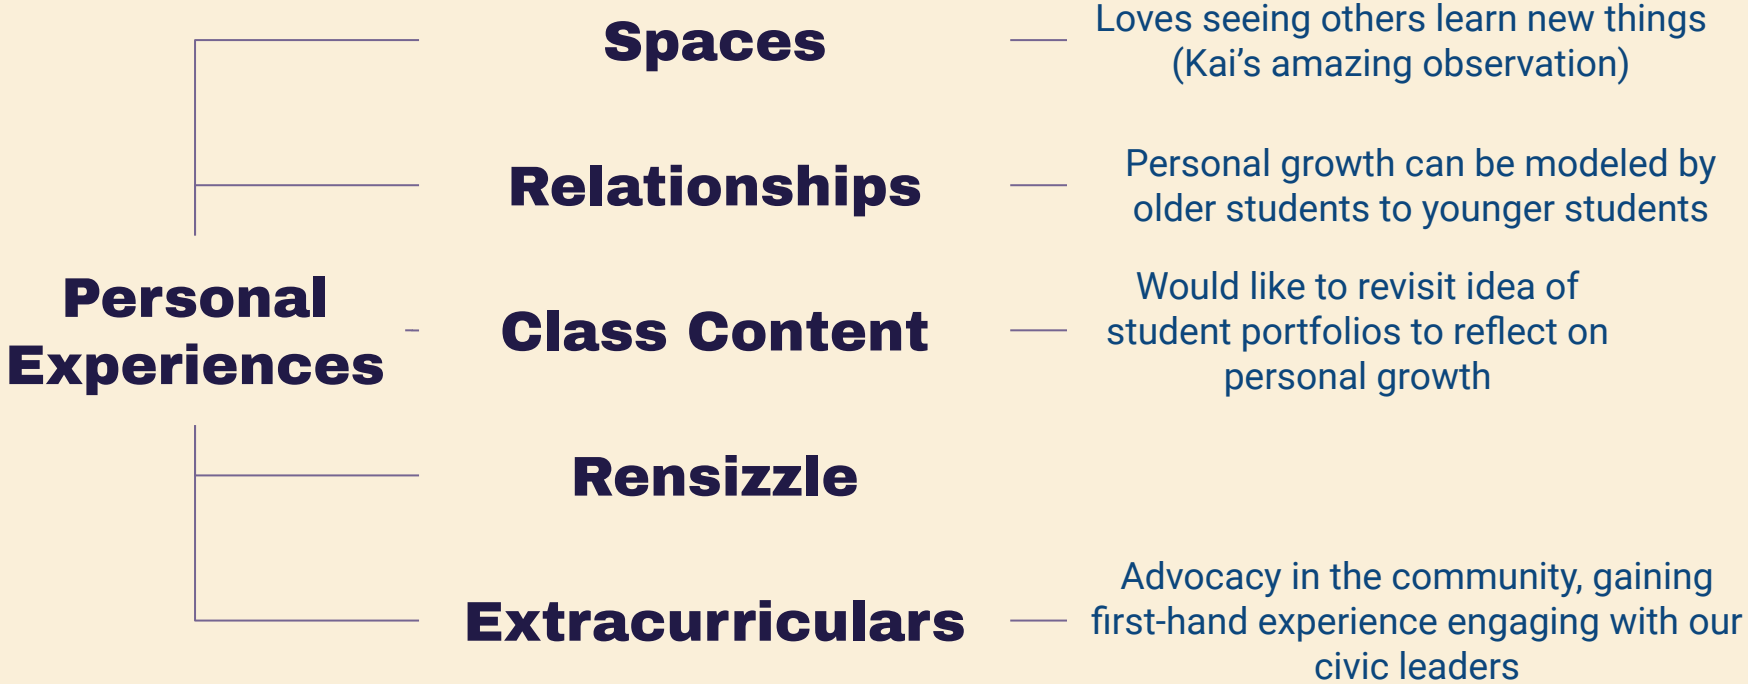 Spaces
Loves seeing others learn new things
(Kai’s amazing observation)
Relationships
Personal growth can be modeled by
older students to younger students
Personal
Experiences
Class Content
Would like to revisit idea of
student portfolios to reflect on
personal growth
Rensizzle
Extracurriculars
Advocacy in the community, gaining
first-hand experience engaging with our
civic leaders